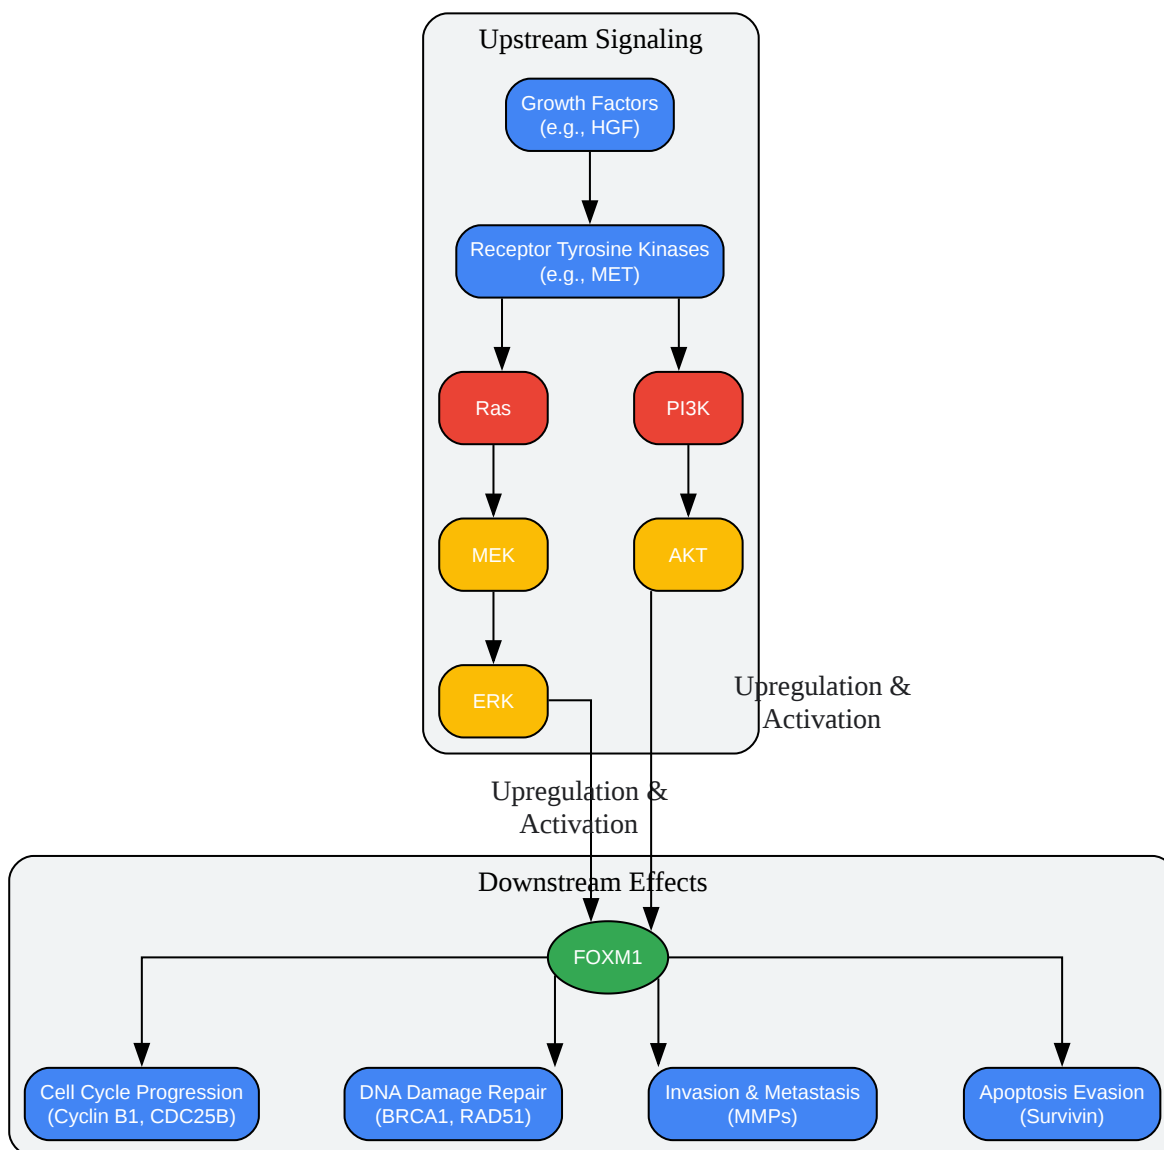 Upstream Signaling
Growth Factors
(e.g., HGF)
Receptor Tyrosine Kinases
(e.g., MET)
Ras
PI3K
MEK
AKT
ERK
Upregulation &
Activation
Upregulation &
Activation
Downstream Effects
FOXM1
Cell Cycle Progression
(Cyclin B1, CDC25B)
DNA Damage Repair
(BRCA1, RAD51)
Invasion & Metastasis
(MMPs)
Apoptosis Evasion
(Survivin)